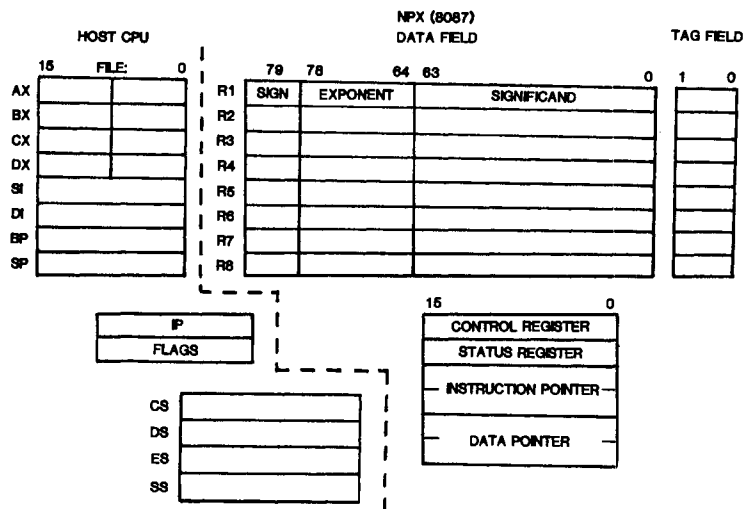 NPX (8087)
HOST CPU
DATA FIELD
TAG FIELD
15 FILE: 0
79 78 64 63 0
1 0
AX
R1 SIGN EXPONENT SIGNIFICAND
BX
R2
CX
R3
DX
R4
SI
R5
DI
R6
BP
R7
SP
R8
15 0
IP
CONTROL REGISTER
FLAGS
STATUS REGISTER
INSTRUCTION POINTER
CS
DS
DATA POINTER
ES
SS